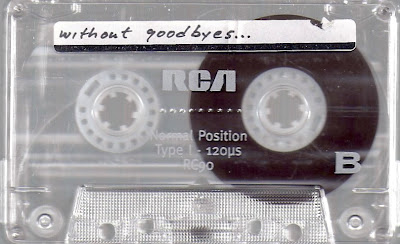 without goodbyes...
RCA
Normal Position
Type I - 120µs
RC90
B